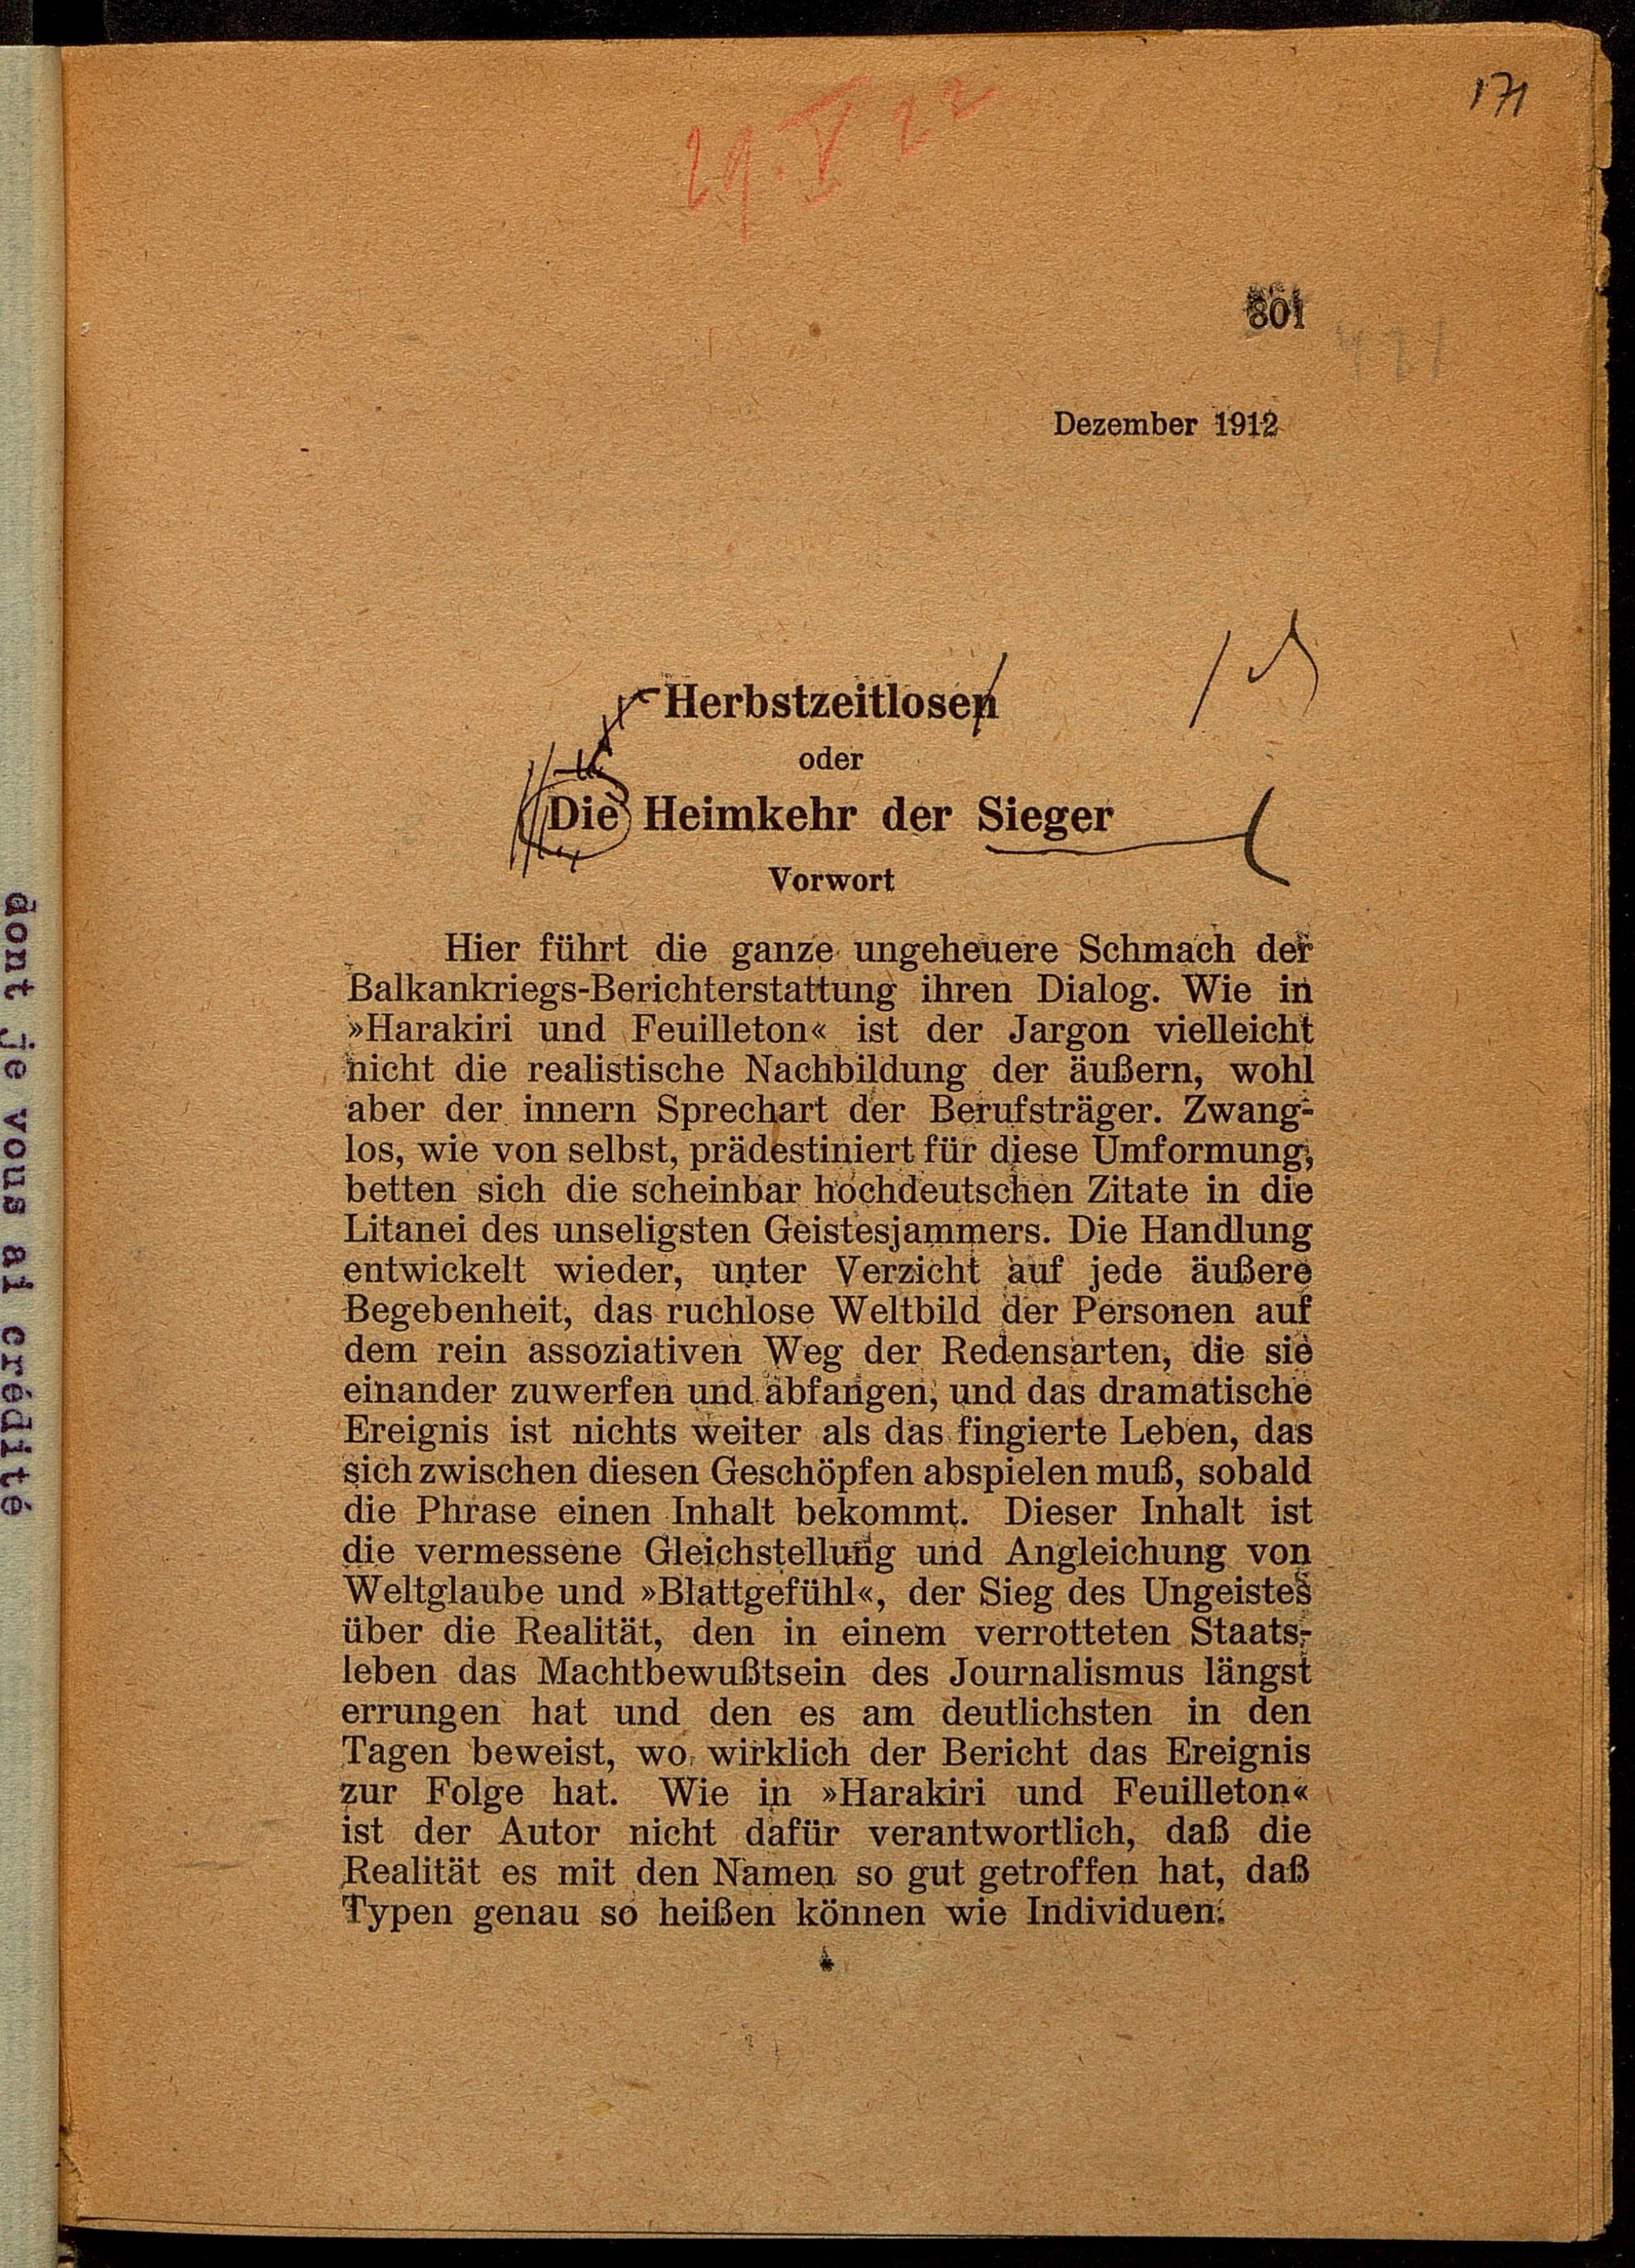 171
29. V 22
801
Dezember 1912
Herbstzeitlosen
oder
Die Heimkehr der Sieger
Vorwort
Hier führt die ganze ungeheuere Schmach der
Balkankriegs-Berichterstattung ihren Dialog. Wie in
»Harakiri und Feuilleton« ist der Jargon vielleicht
nicht die realistische Nachbildung der äußern, wohl
aber der innern Sprechart der Berufsträger. Zwang-
los, wie von selbst, prädestiniert für diese Umformung,
betten sich die scheinbar hochdeutschen Zitate in die
Litanei des unseligsten Geistesjammers. Die Handlung
entwickelt wieder, unter Verzicht auf jede äußere
Begebenheit, das ruchlose Weltbild der Personen auf
dem rein assoziativen Weg der Redensarten, die sie
einander zuwerfen und abfangen, und das dramatische
Ereignis ist nichts weiter als das fingierte Leben, das
sich zwischen diesen Geschöpfen abspielen muß, sobald
die Phrase einen Inhalt bekommt. Dieser Inhalt ist
die vermessene Gleichstellung und Angleichung von
Weltglaube und »Blattgefühl«, der Sieg des Ungeistes
über die Realität, den in einem verrotteten Staats-
leben das Machtbewußtsein des Journalismus längst
errungen hat und den es am deutlichsten in den
Tagen beweist, wo wirklich der Bericht das Ereignis
zur Folge hat. Wie in »Harakiri und Feuilleton«
ist der Autor nicht dafür verantwortlich, daß die
Realität es mit den Namen so gut getroffen hat, daß
Typen genau so heißen können wie Individuen.
*
dont je vous ai crédité